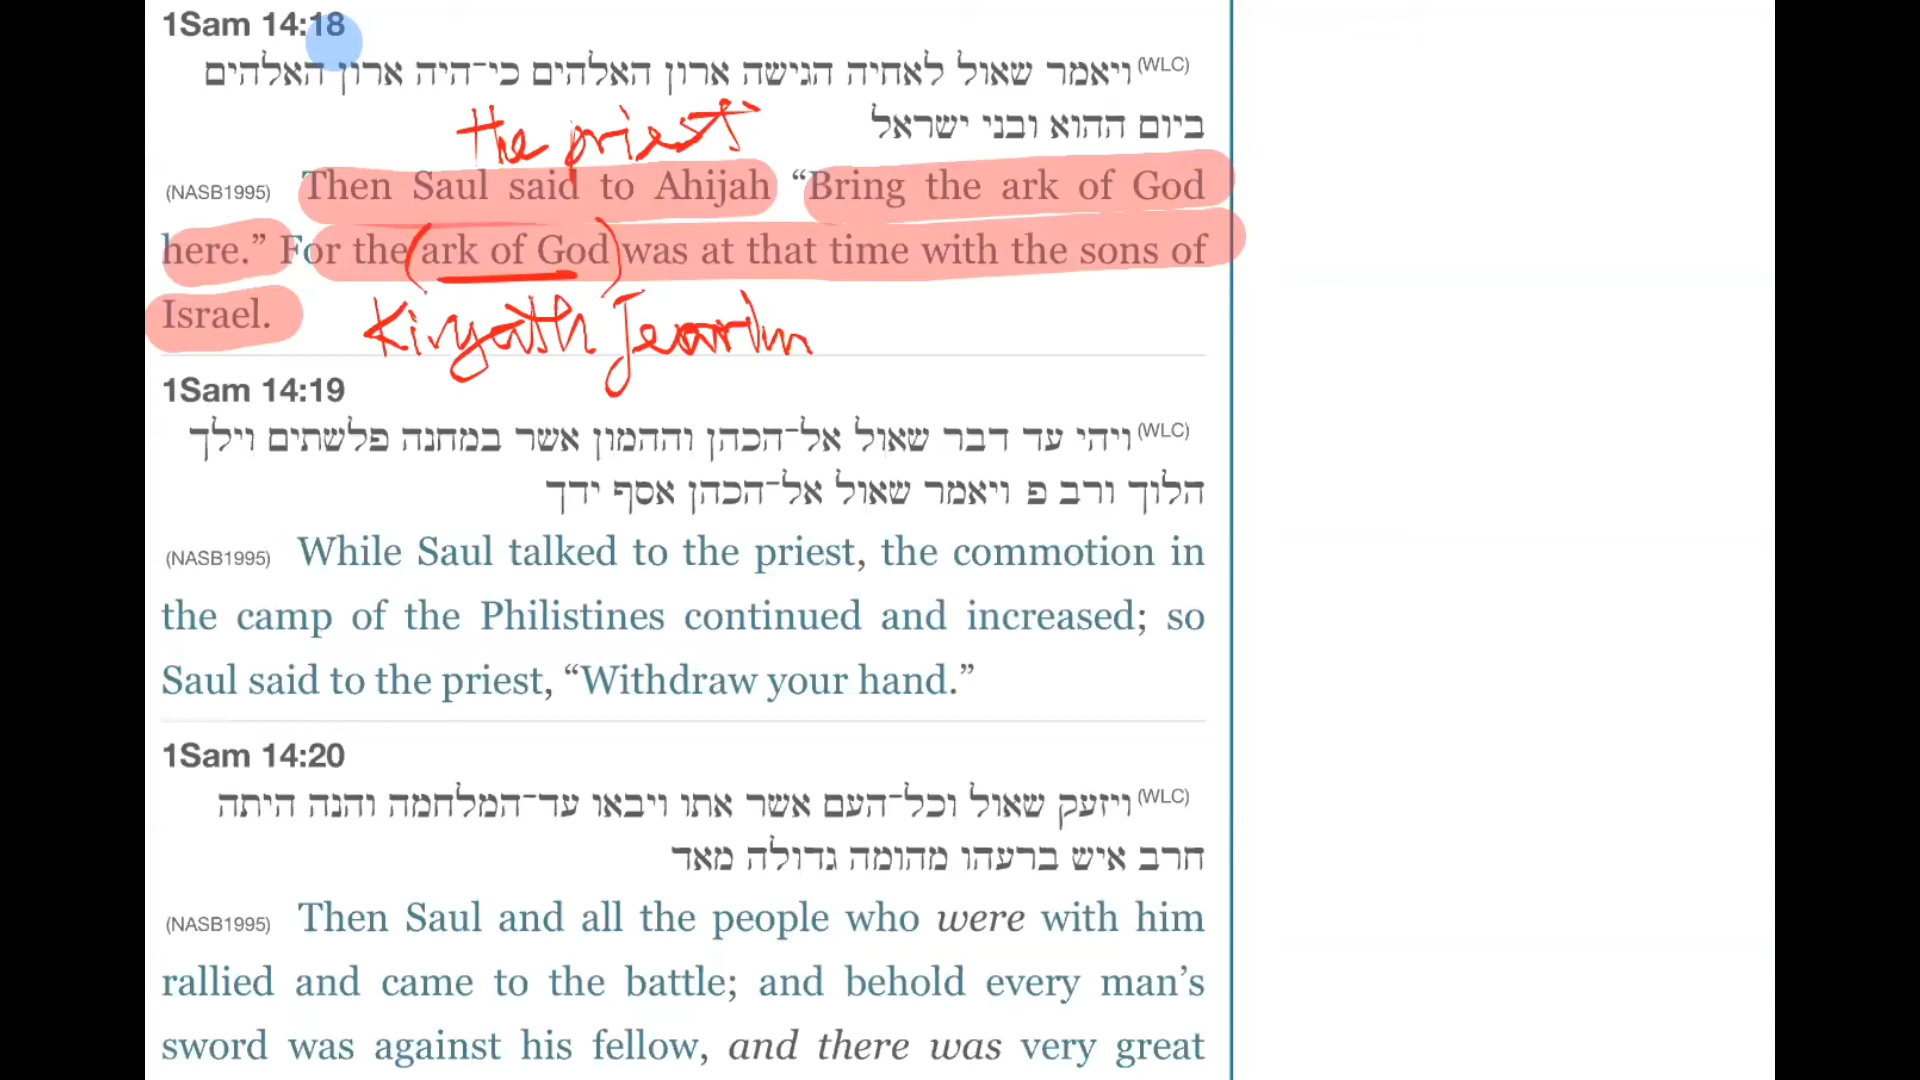 1Sam 14:18
(WLC) ויאמר שאול לאחיה הגישה ארון האלהים כי־היה ארון האלהים
ביום ההוא ובני ישראל
the priest
(NASB1995) Then Saul said to Ahijah “Bring the ark of God
here.” For the (ark of God) was at that time with the sons of
Israel.
Kiryath Jearim
1Sam 14:19
(WLC) ויהי עד דבר שאול אל־הכהן וההמון אשר במחנה פלשתים וילך
הלוך ורב פ ויאמר שאול אל־הכהן אסף ידך
(NASB1995) While Saul talked to the priest, the commotion in
the camp of the Philistines continued and increased; so
Saul said to the priest, “Withdraw your hand.”
1Sam 14:20
(WLC) ויזעק שאול וכל־העם אשר אתו ויבאו עד־המלחמה והנה היתה
חרב איש ברעהו מהומה גדולה מאד
(NASB1995) Then Saul and all the people who were with him
rallied and came to the battle; and behold every man’s
sword was against his fellow, and there was very great